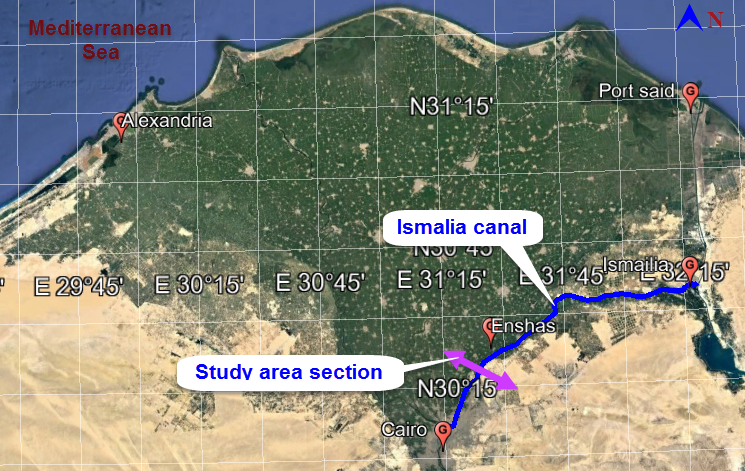 Mediterranean
Sea
N
Port said
N31°15'
Alexandria
Ismalia canal
N30°45'
Ismailia
E 29°45'
E 30°15'
E 30°45'
E 31°15'
E 31°45'
E 32°15'
Enshas
Study area section
N30°15'
Cairo